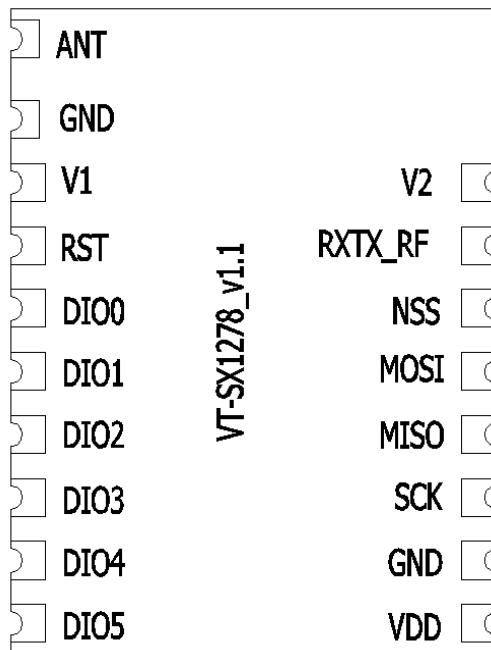 ANT
GND
V1
V2
RST
RXTX_RF
DIO0
NSS
DIO1
MOSI
DIO2
MISO
DIO3
SCK
DIO4
GND
DIO5
VDD
VT-SX1278_v1.1